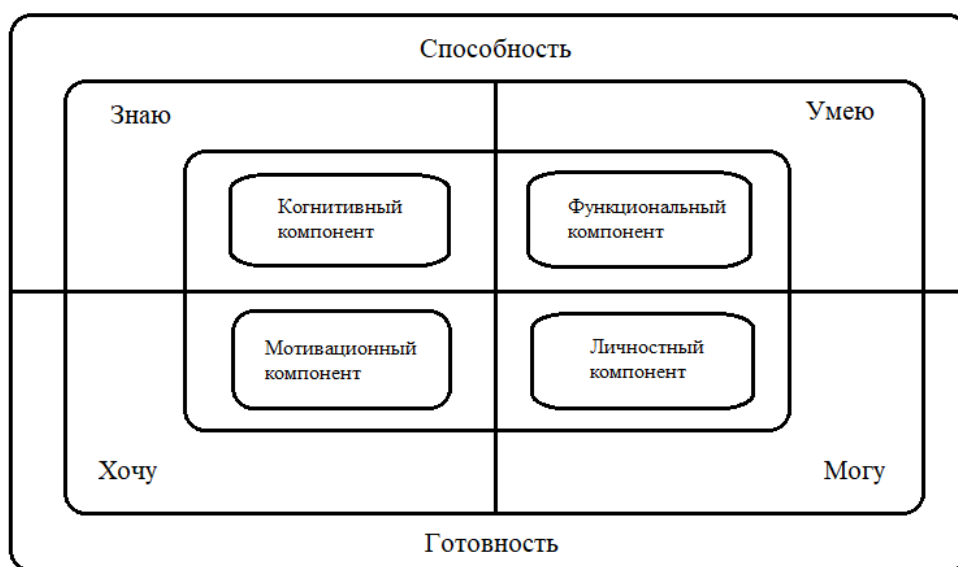 Способность
Знаю
Умею
Когнитивный
компонент
Функциональный
компонент
Мотивационный
компонент
Личностный
компонент
Хочу
Могу
Готовность